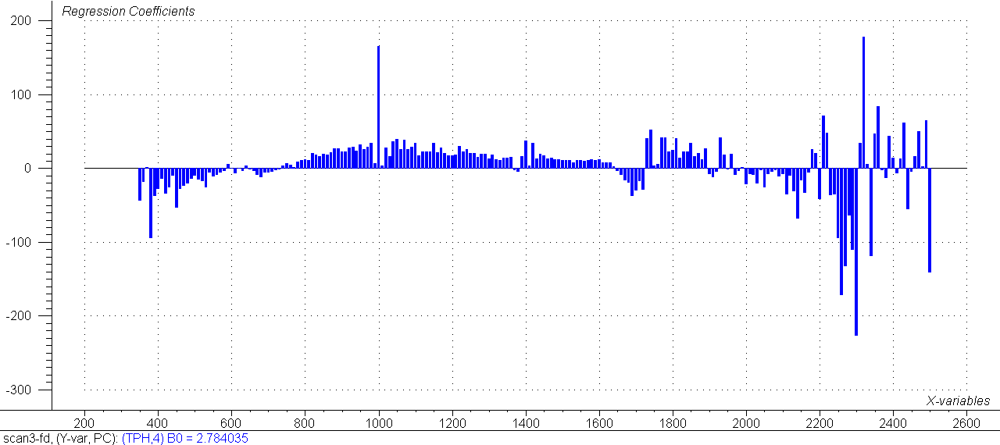 Regression Coefficients
200
100
0
-100
-200
-300
X-variables
200 400 600 800 1000 1200 1400 1600 1800 2000 2200 2400 2600
scan3-fd, (Y-var, PC): (TPH,4) B0 = 2.784035